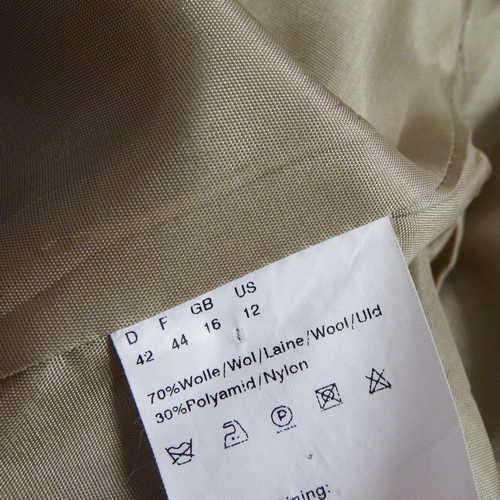 D F GB US
42 44 16 12
70%Wolle/Wol/Laine/Wool/Uld
30%Polyamid/Nylon
P